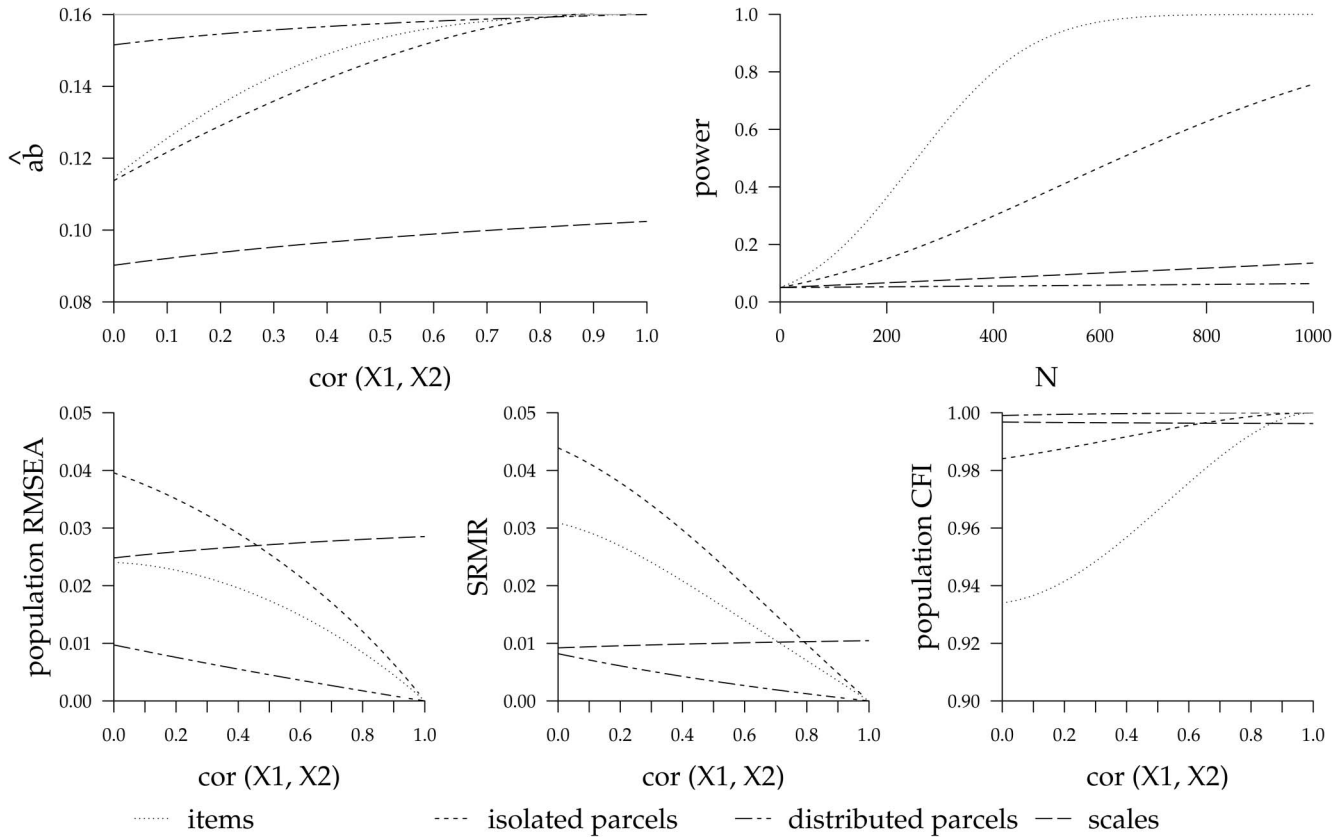 0.16
0.14
0.12
0.10
0.08
âb
0.0 0.1 0.2 0.3 0.4 0.5 0.6 0.7 0.8 0.9 1.0
cor (X1, X2)
1.0
0.8
0.6
0.4
0.2
0.0
power
0 200 400 600 800 1000
N
0.05
0.04
0.03
0.02
0.01
0.00
population RMSEA
0.0 0.2 0.4 0.6 0.8 1.0
cor (X1, X2)
0.05
0.04
0.03
0.02
0.01
0.00
SRMR
0.0 0.2 0.4 0.6 0.8 1.0
cor (X1, X2)
1.00
0.98
0.96
0.94
0.92
0.90
population CFI
0.0 0.2 0.4 0.6 0.8 1.0
cor (X1, X2)
items isolated parcels distributed parcels scales